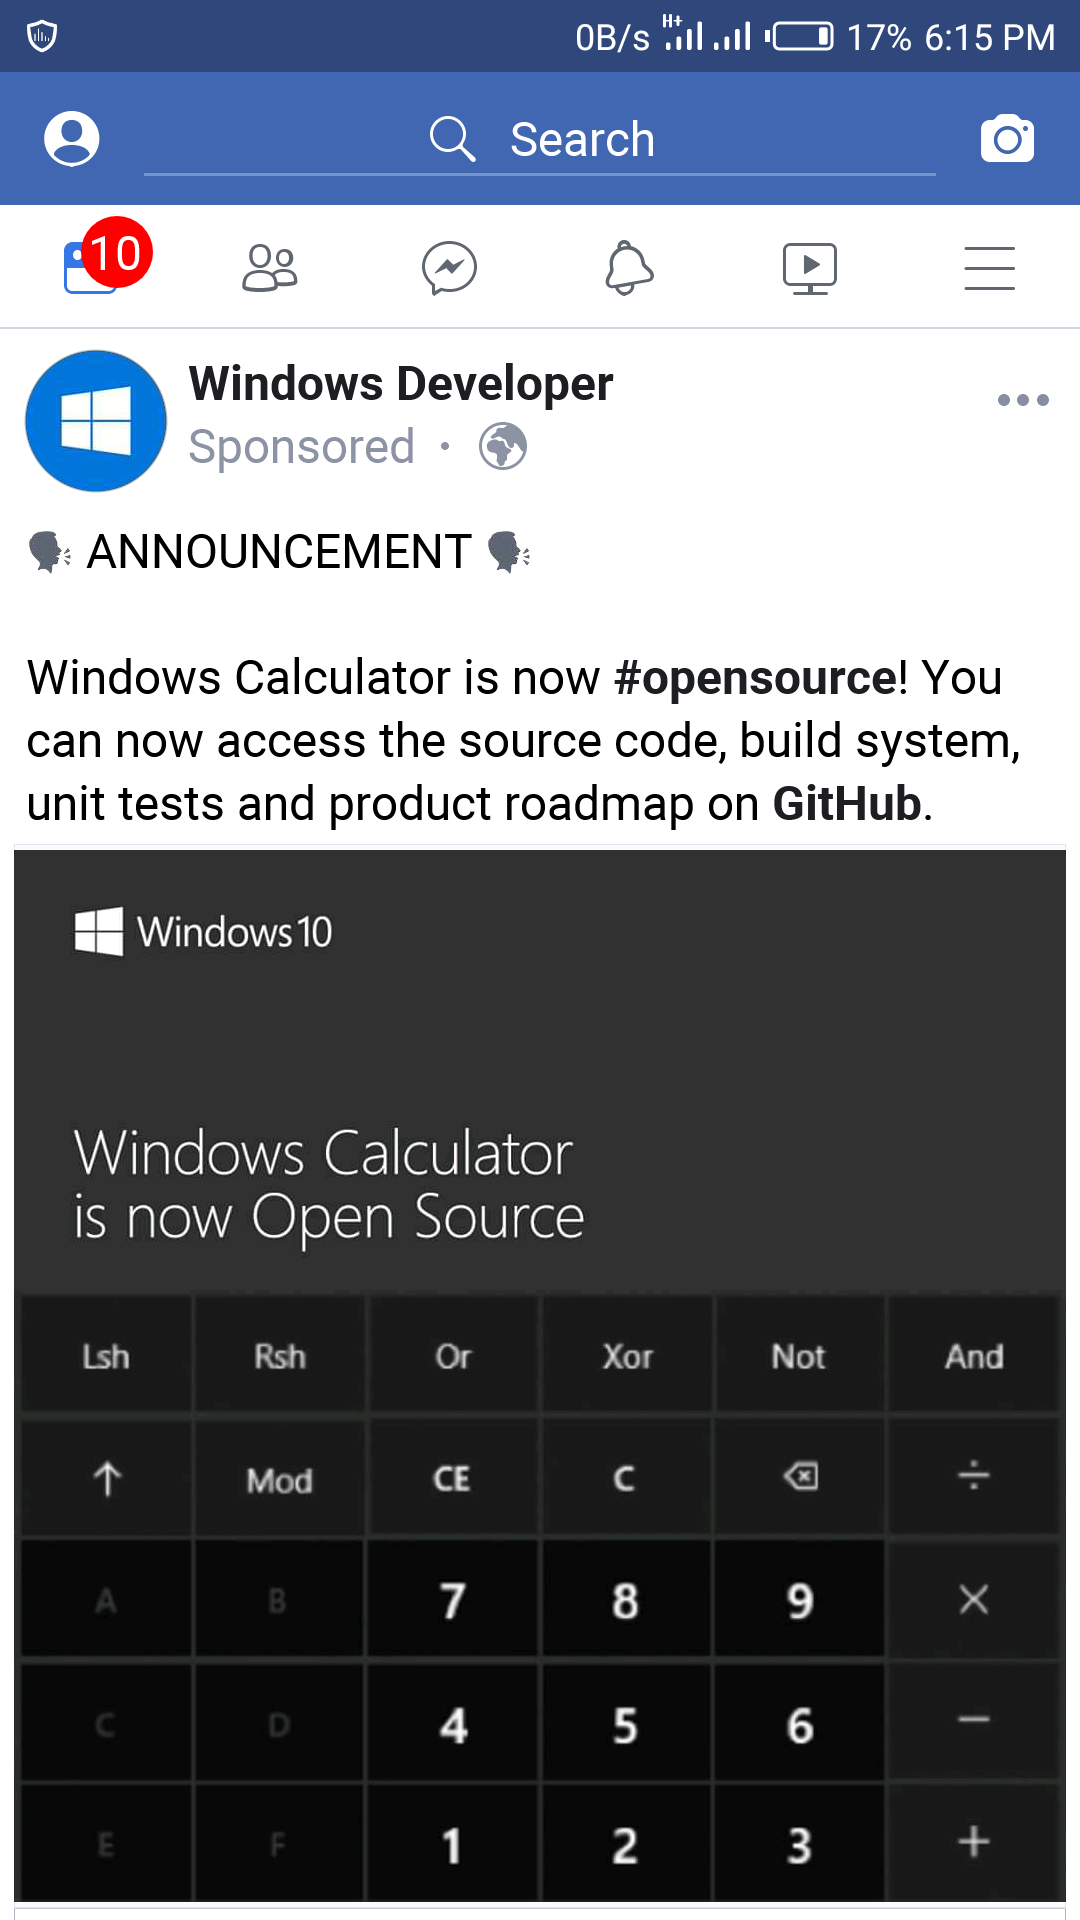 0B/s H+ 17% 6:15 PM
Search
10
Windows Developer
Sponsored ·
🗣 ANNOUNCEMENT 🗣
Windows Calculator is now #opensource! You
can now access the source code, build system,
unit tests and product roadmap on GitHub.
Windows 10
Windows Calculator
is now Open Source
Lsh Rsh Or Xor Not And
↑ Mod CE C ⌫ ÷
A B 7 8 9 ×
C D 4 5 6 −
E F 1 2 3 +